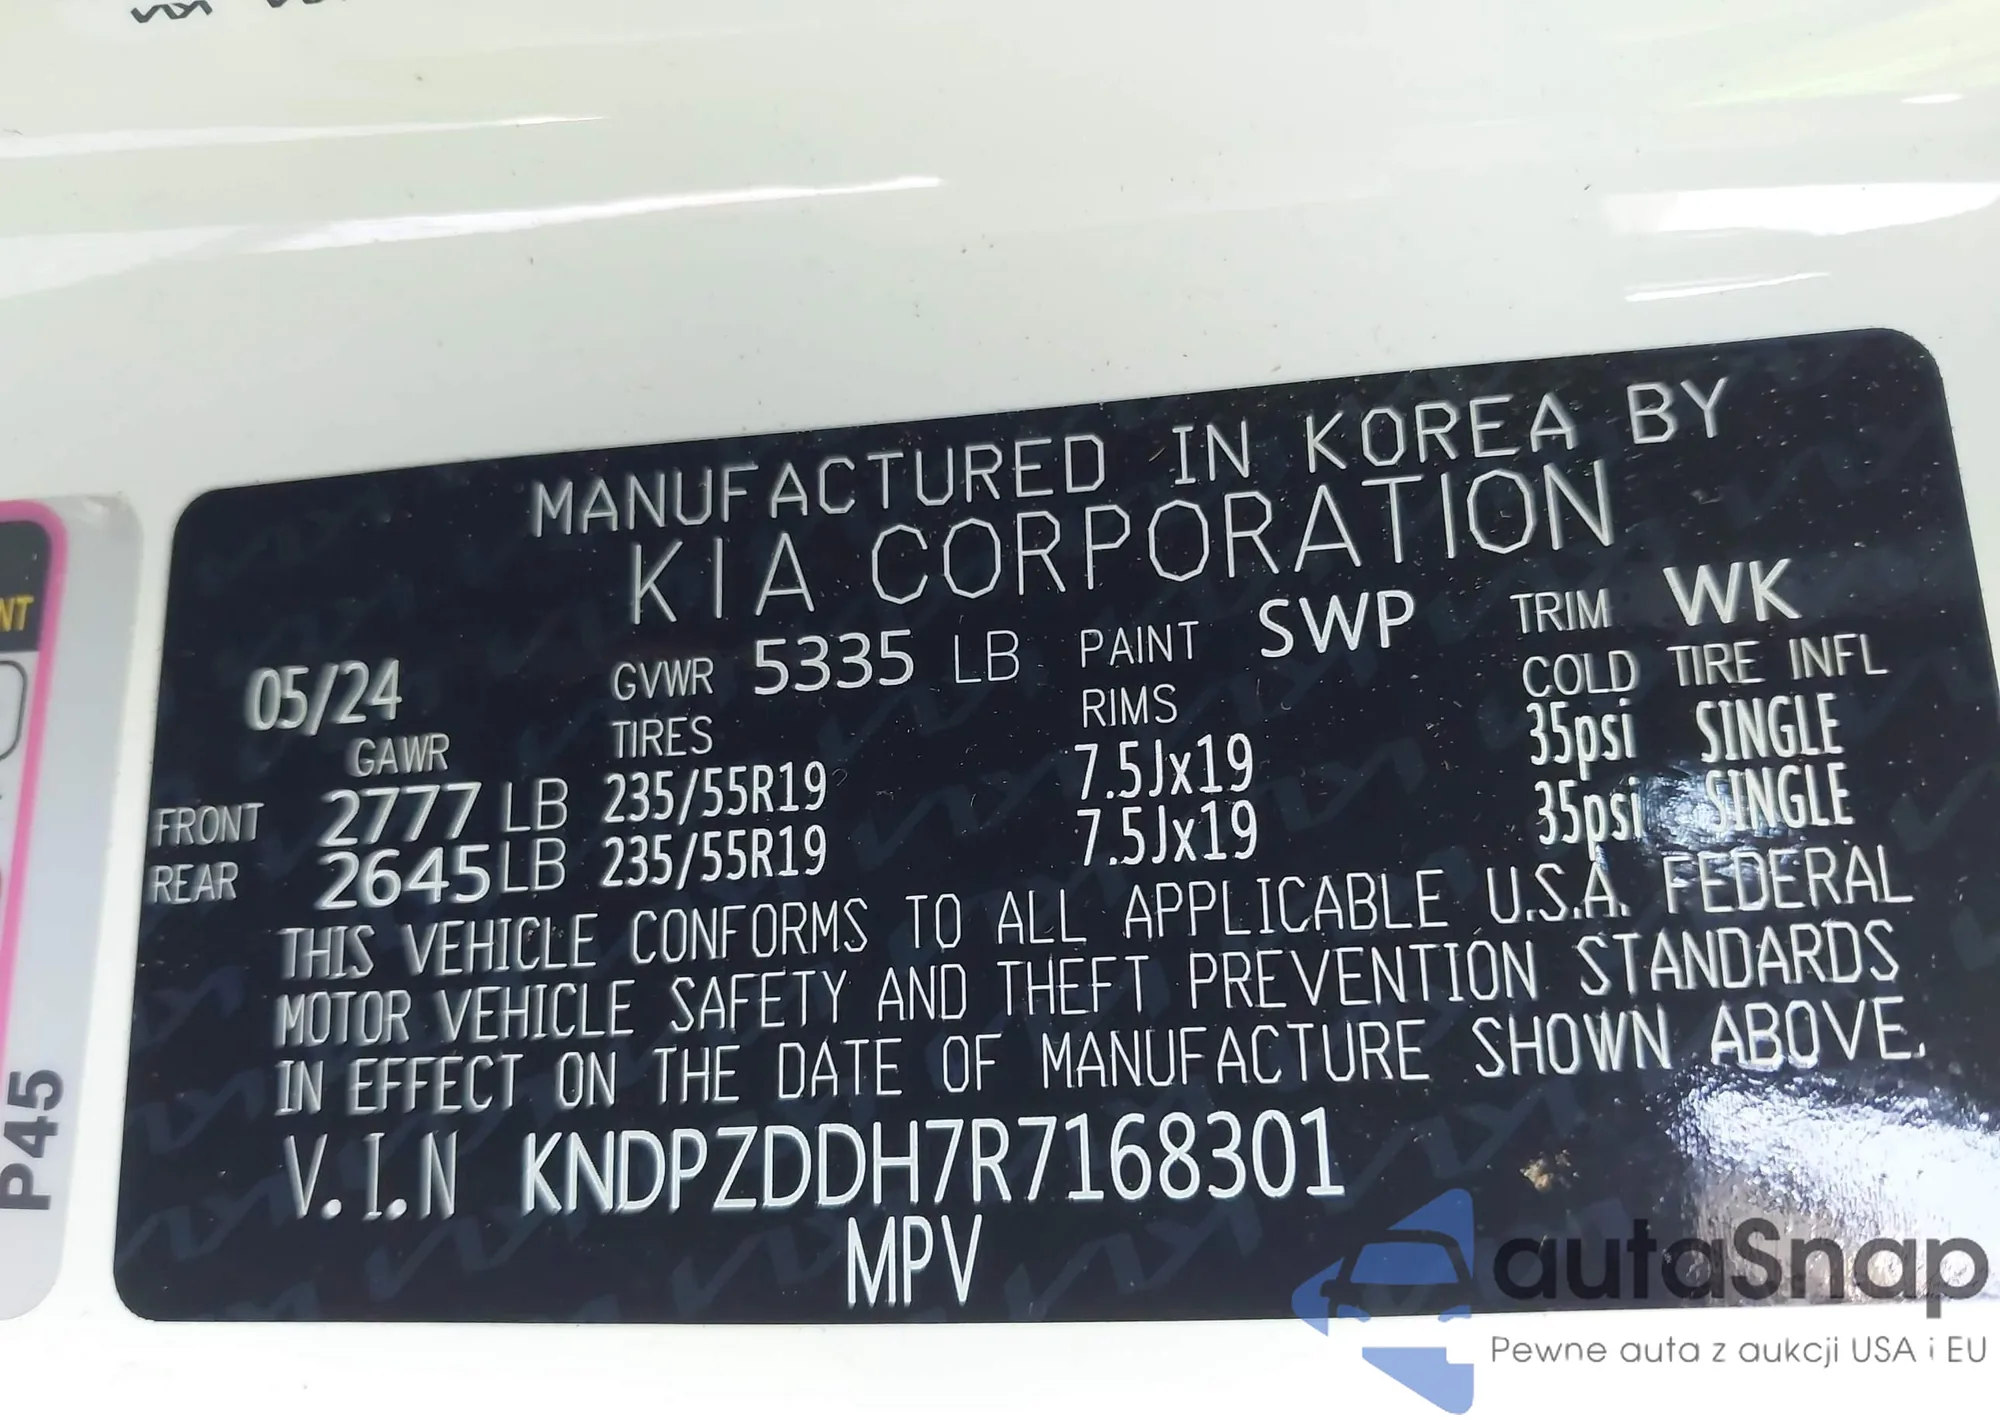 MANUFACTURED IN KOREA BY
KIA CORPORATION
05/24 GVWR 5335 LB PAINT SWP TRIM WK
GAWR TIRES RIMS COLD TIRE INFL
FRONT 2777 LB 235/55R19 7.5Jx19 35psi SINGLE
REAR 2645 LB 235/55R19 7.5Jx19 35psi SINGLE
THIS VEHICLE CONFORMS TO ALL APPLICABLE U.S.A. FEDERAL
MOTOR VEHICLE SAFETY AND THEFT PREVENTION STANDARDS
IN EFFECT ON THE DATE OF MANUFACTURE SHOWN ABOVE.
V.I.N KNDPZDDH7R7168301
MPV
NT
P45
autaSnap
Pewne auta z aukcji USA i EU